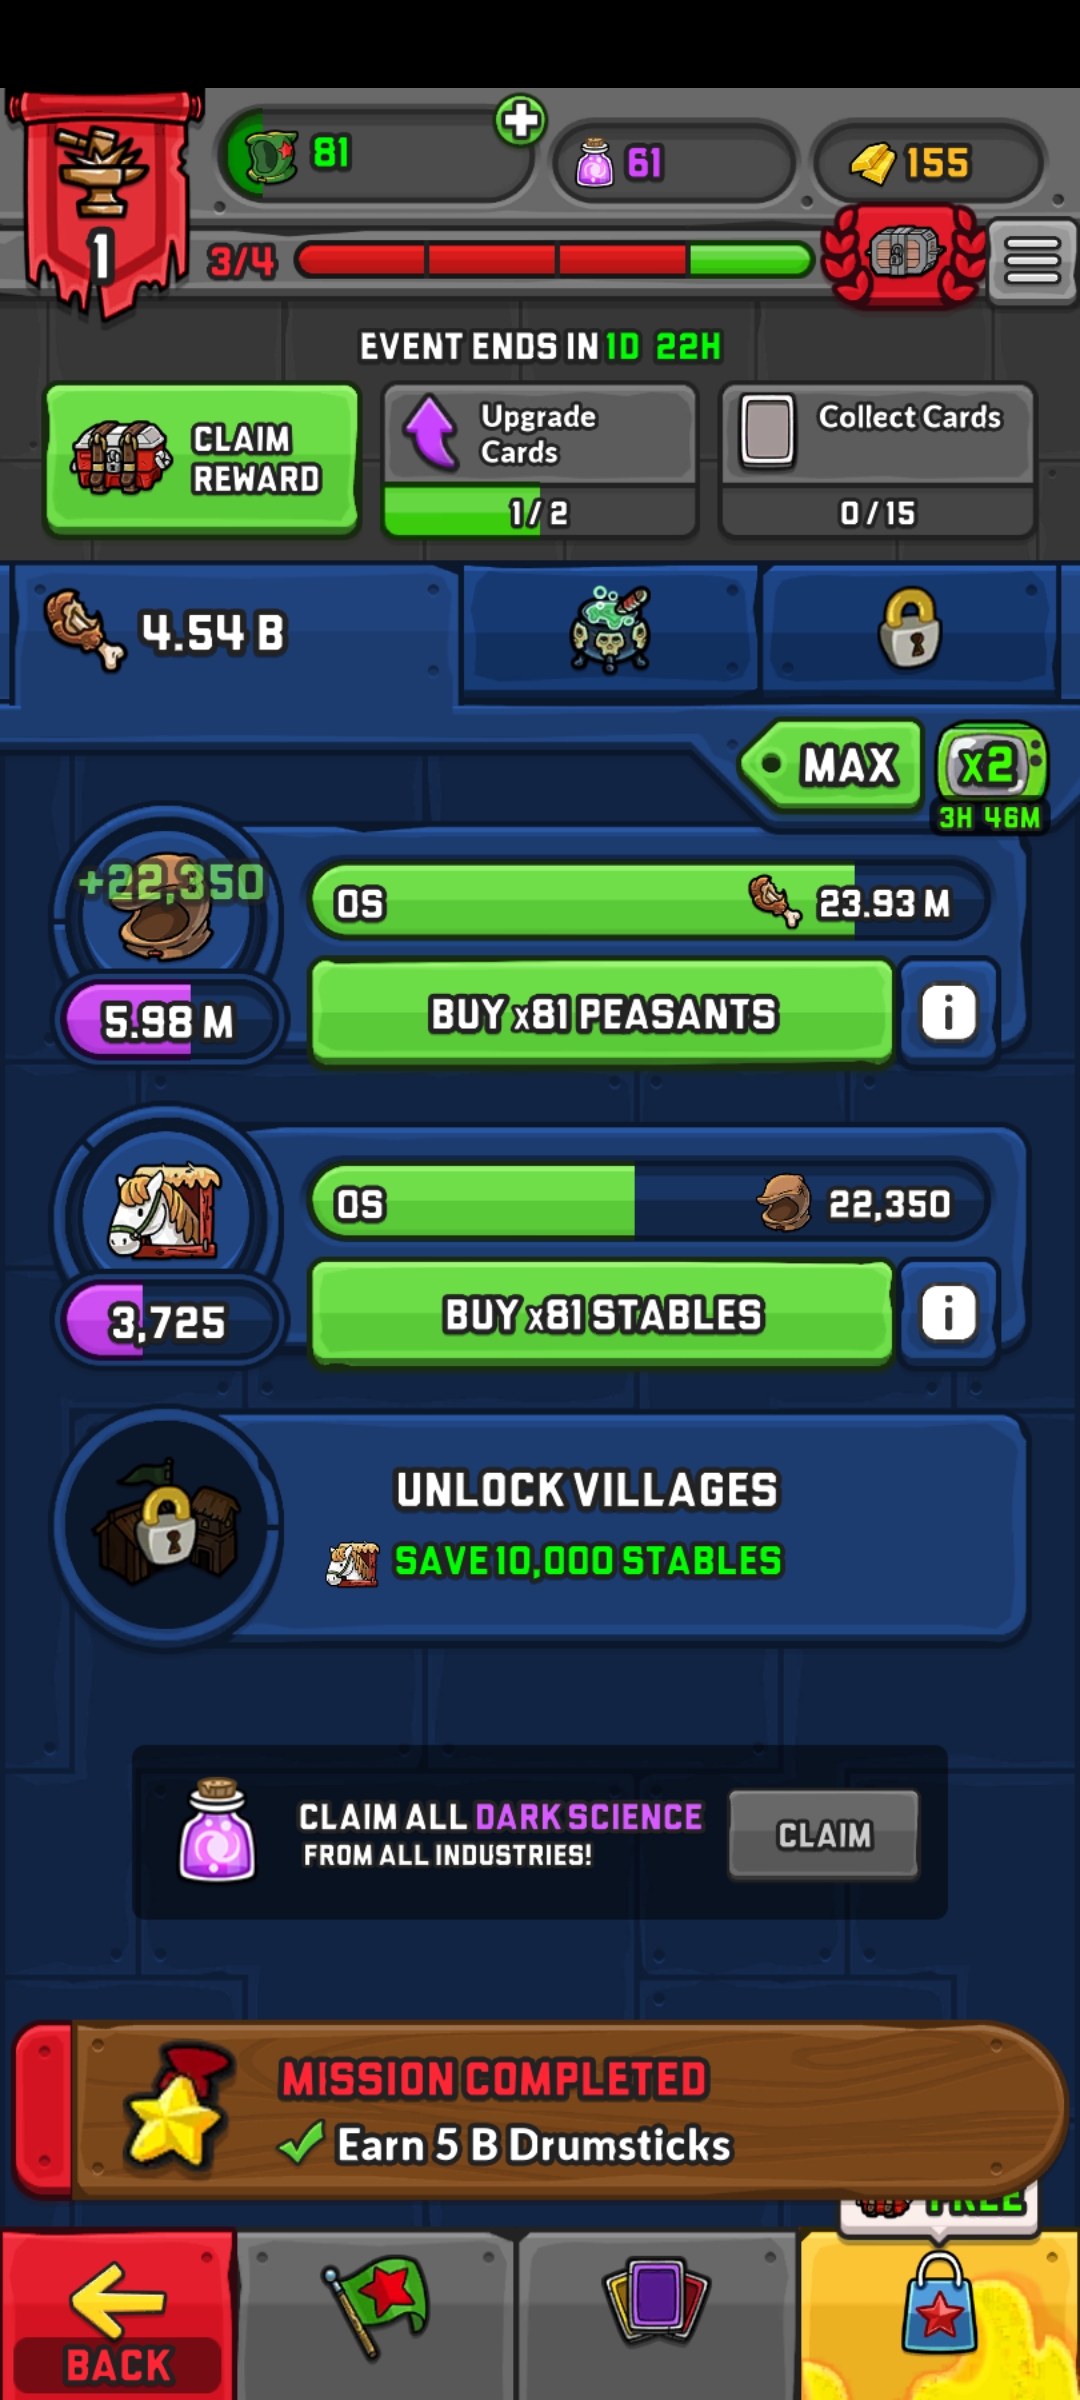 81
61
155
1
3/4
EVENT ENDS IN 1D 22H
CLAIM
REWARD
Upgrade
Cards
1/2
Collect Cards
0/15
4.54 B
MAX
x2
3H 46M
+22,350
0S
23.93 M
5.98 M
BUY x81 PEASANTS
i
0S
22,350
3,725
BUY x81 STABLES
i
UNLOCK VILLAGES
SAVE 10,000 STABLES
CLAIM ALL DARK SCIENCE
FROM ALL INDUSTRIES!
CLAIM
MISSION COMPLETED
Earn 5 B Drumsticks
FREE
BACK